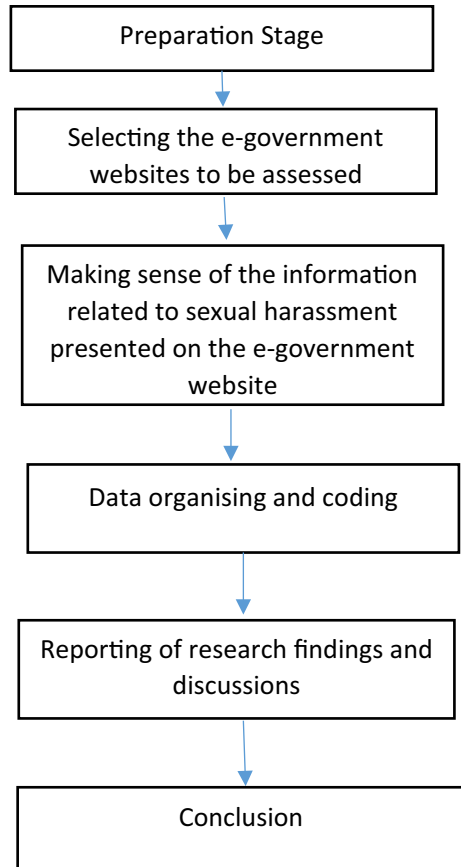 Preparation Stage
Selecting the e-government
websites to be assessed
Making sense of the information
related to sexual harassment
presented on the e-government
website
Data organising and coding
Reporting of research findings and
discussions
Conclusion